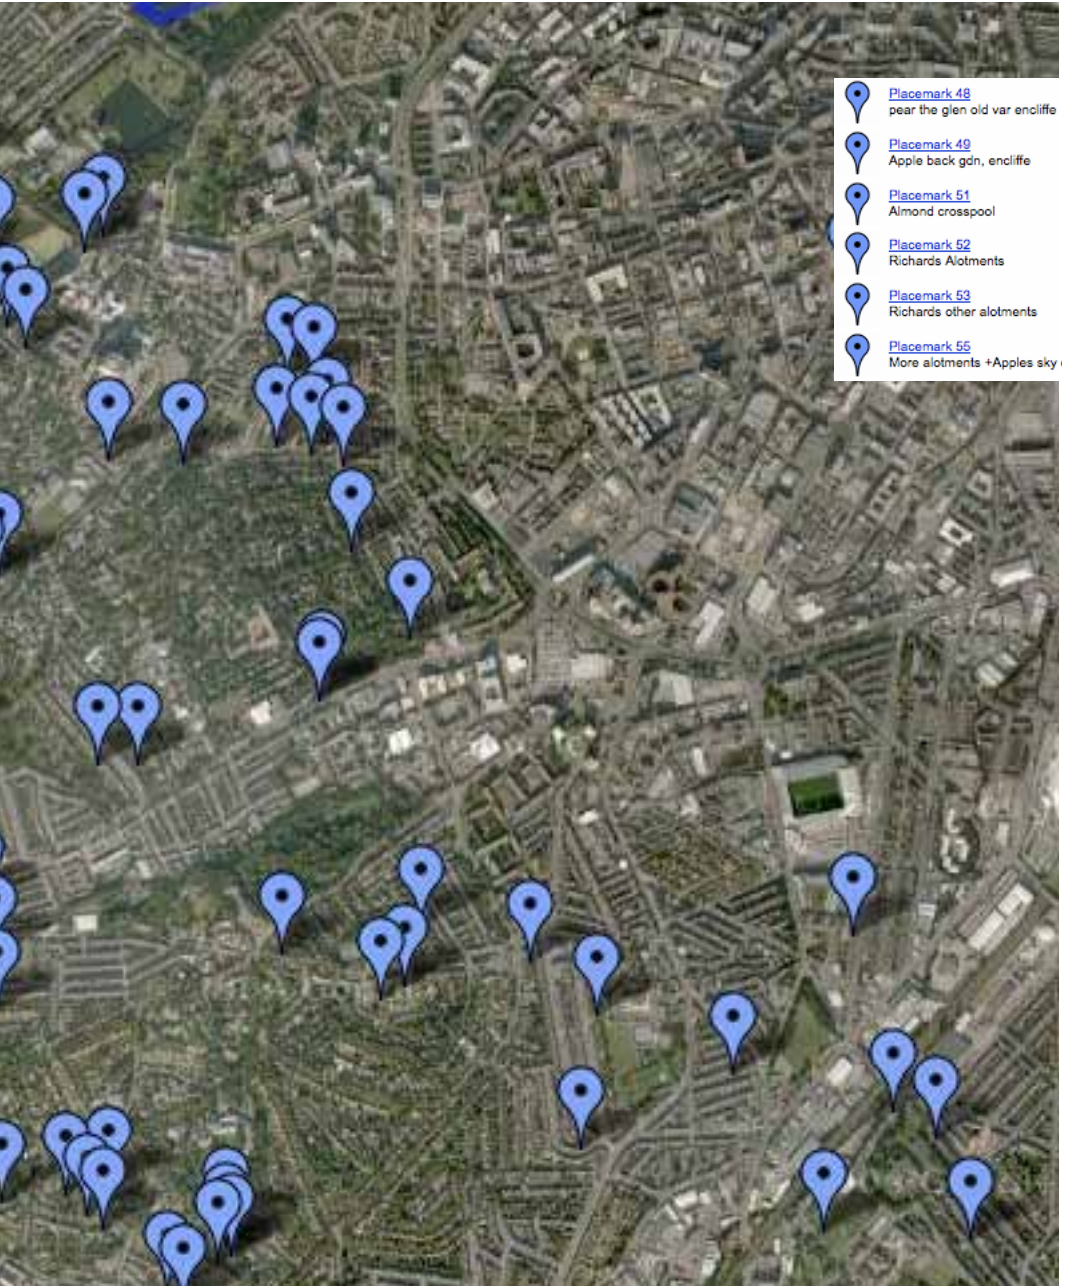 Placemark 48
pear the glen old var encliffe
Placemark 49
Apple back gdn, encliffe
Placemark 51
Almond crosspool
Placemark 52
Richards Alotments
Placemark 53
Richards other alotments
Placemark 55
More alotments +Apples sky